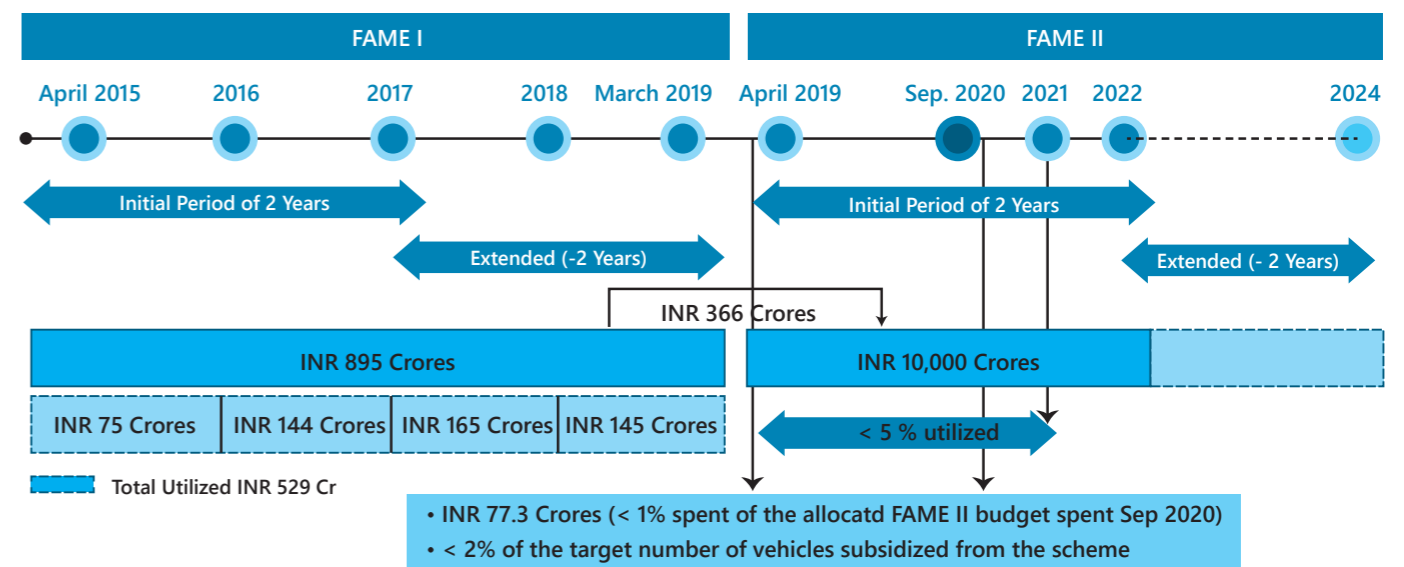 FAME I
FAME II
April 2015
2016
2017
2018
March 2019
April 2019
Sep. 2020
2021
2022
2024
Initial Period of 2 Years
Initial Period of 2 Years
Extended (-2 Years)
Extended (- 2 Years)
INR 366 Crores
INR 895 Crores
INR 10,000 Crores
INR 75 Crores
INR 144 Crores
INR 165 Crores
INR 145 Crores
< 5 % utilized
Total Utilized INR 529 Cr
• INR 77.3 Crores (< 1% spent of the allocatd FAME II budget spent Sep 2020)
• < 2% of the target number of vehicles subsidized from the scheme